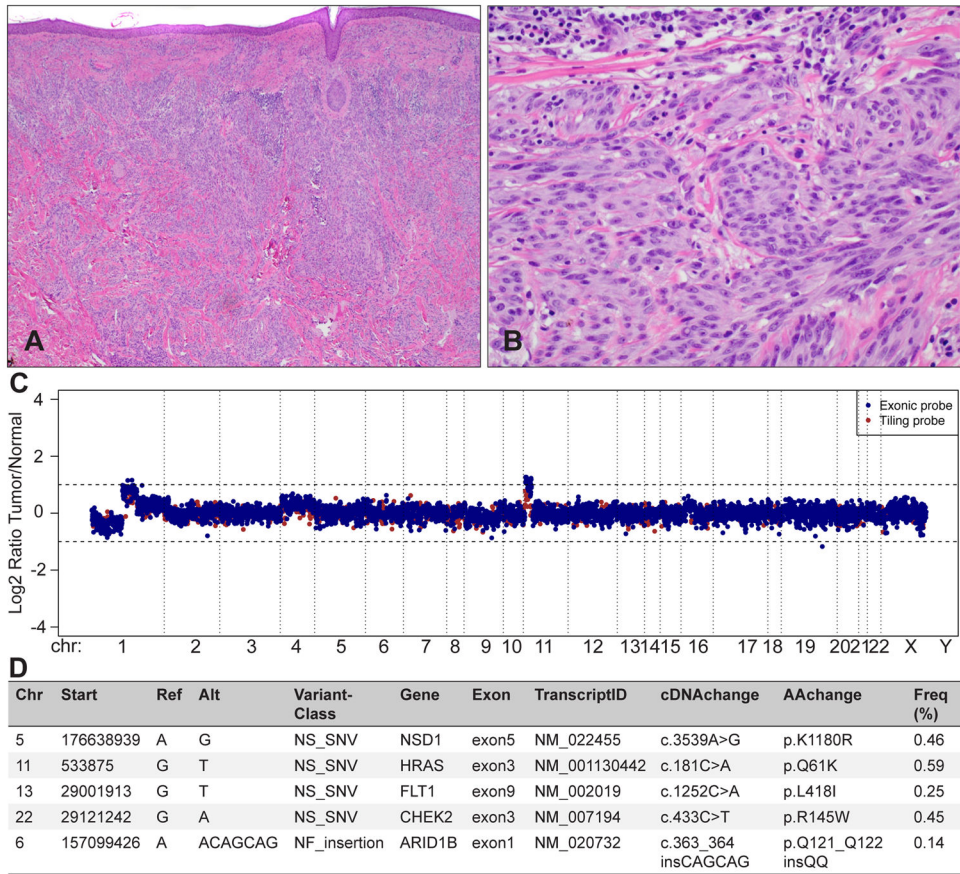 A
B
C
4
2
0
-2
-4
Log2 Ratio Tumor/Normal
Exonic probe
Tiling probe
chr: 1 2 3 4 5 6 7 8 9 10 11 12 13 14 15 16 17 18 19 20 21 22 X Y
D
Chr Start Ref Alt Variant-Class Gene Exon TranscriptID cDNAchange AAchange Freq (%)
5 176638939 A G NS_SNV NSD1 exon5 NM_022455 c.3539A>G p.K1180R 0.46
11 533875 G T NS_SNV HRAS exon3 NM_001130442 c.181C>A p.Q61K 0.59
13 29001913 G T NS_SNV FLT1 exon9 NM_002019 c.1252C>A p.L418I 0.25
22 29121242 G A NS_SNV CHEK2 exon3 NM_007194 c.433C>T p.R145W 0.45
6 157099426 A ACAGCAG NF_insertion ARID1B exon1 NM_020732 c.363_364 p.Q121_Q122 0.14
insCAGCAG insQQ